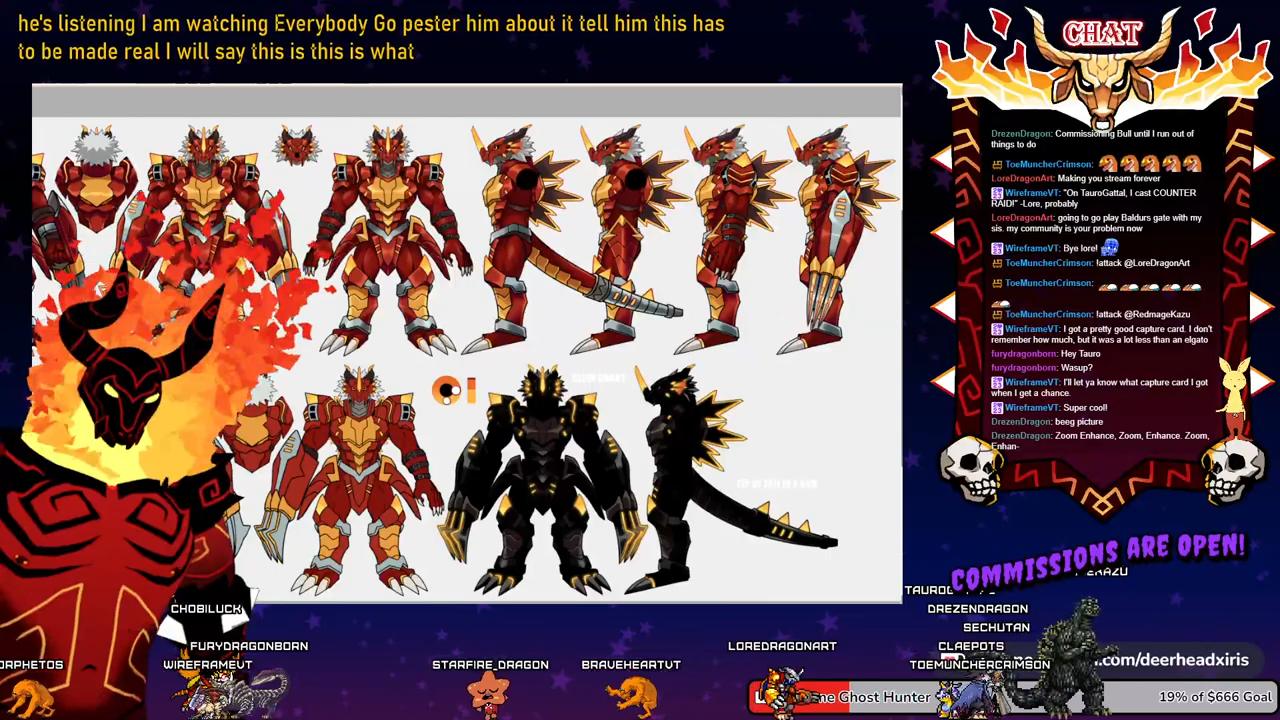 he's listening I am watching Everybody Go pester him about it tell him this has
to be made real I will say this is this is what
CHAT
DrezenDragon: Commissioning Bull until I run out of
things to do
ToeMuncherCrimson:
LoreDragonArt: Making you stream forever
WireframeVT: "On TauroGattal, I cast COUNTER
RAID!" -Lore, probably
LoreDragonArt: going to go play Baldurs gate with my
sis. my community is your problem now
WireframeVT: Bye lore!
ToeMuncherCrimson: !attack @LoreDragonArt
ToeMuncherCrimson:
ToeMuncherCrimson: !attack @RedmageKazu
WireframeVT: I got a pretty good capture card. I don't
remember how much, but it was a lot less than an elgato
furydragonborn: Hey Tauro
furydragonborn: Wasup?
WireframeVT: I'll let ya know what capture card I got
when I get a chance.
WireframeVT: Super cool!
DrezenDragon: beeg picture
DrezenDragon: Zoom Enhance, Zoom, Enhance. Zoom,
Enhan-
COMMISSIONS ARE OPEN!
CHOBILUCK
DREZENDRAGON
SECHUTAN
FURYDRAGONBORN
LOREDRAGONART
CLAEPOTS
ORPHETOS
WIREFRAMEVT
STARFIRE_DRAGON
BRAVEHEARTVT
TOEMUNCHERCRIMSON
.com/deerheadxiris
ne Ghost Hunter
19% of $666 Goal